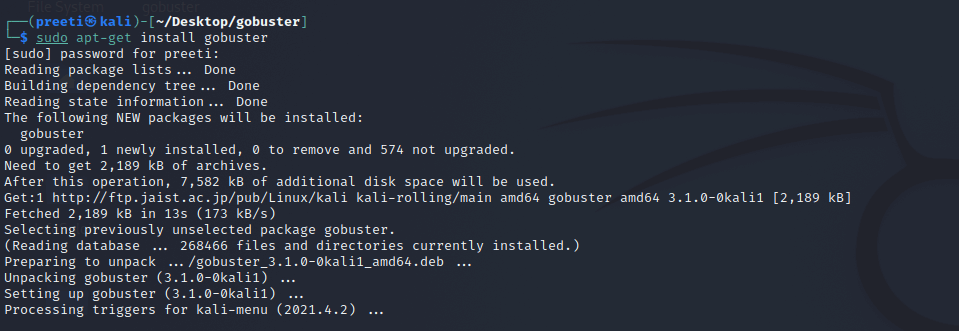 File System gobuster
┌──(preeti㉿kali)-[~/Desktop/gobuster]
└─$ sudo apt-get install gobuster
[sudo] password for preeti:
Reading package lists... Done
Building dependency tree... Done
Reading state information... Done
The following NEW packages will be installed:
  gobuster
0 upgraded, 1 newly installed, 0 to remove and 574 not upgraded.
Need to get 2,189 kB of archives.
After this operation, 7,582 kB of additional disk space will be used.
Get:1 http://ftp.jaist.ac.jp/pub/Linux/kali kali-rolling/main amd64 gobuster amd64 3.1.0-0kali1 [2,189 kB]
Fetched 2,189 kB in 13s (173 kB/s)
Selecting previously unselected package gobuster.
(Reading database ... 268466 files and directories currently installed.)
Preparing to unpack .../gobuster_3.1.0-0kali1_amd64.deb ...
Unpacking gobuster (3.1.0-0kali1) ...
Setting up gobuster (3.1.0-0kali1) ...
Processing triggers for kali-menu (2021.4.2) ...